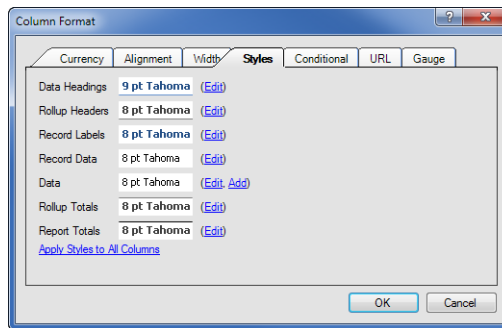 Column Format
Currency Alignment Width Styles Conditional URL Gauge
Data Headings 9 pt Tahoma (Edit)
Rollup Headers 8 pt Tahoma (Edit)
Record Labels 8 pt Tahoma (Edit)
Record Data 8 pt Tahoma (Edit)
Data 8 pt Tahoma (Edit, Add)
Rollup Totals 8 pt Tahoma (Edit)
Report Totals 8 pt Tahoma (Edit)
Apply Styles to All Columns
OK Cancel